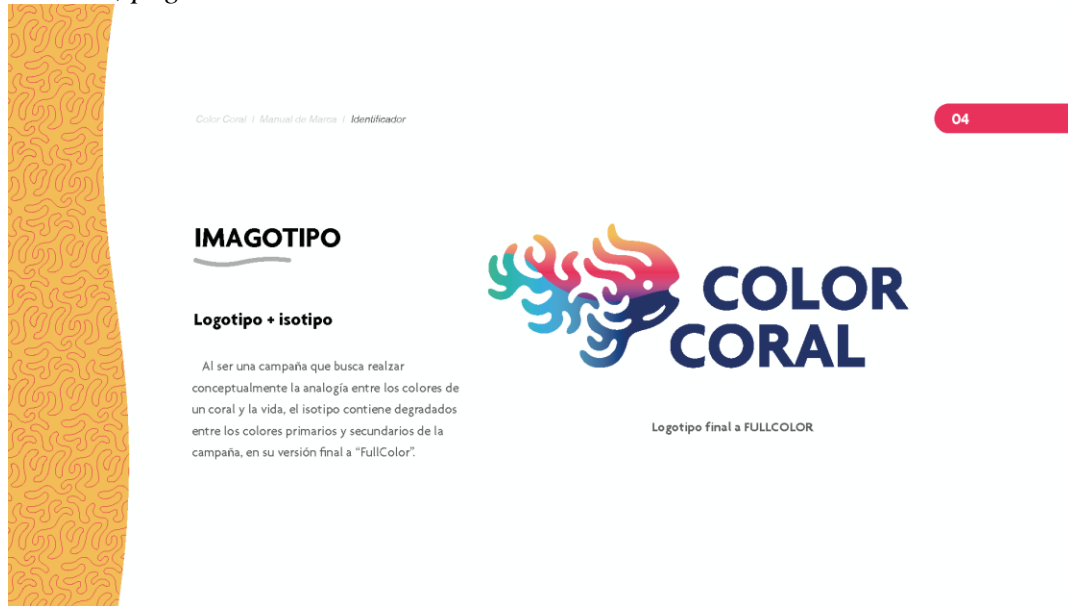 Color Coral I Manual de Marca I Identificador
04
IMAGOTIPO
Logotipo + isotipo
Al ser una campaña que busca realzar
conceptualmente la analogía entre los colores de
un coral y la vida, el isotipo contiene degradados
entre los colores primarios y secundarios de la
campaña, en su versión final a “FullColor”.
COLOR
CORAL
Logotipo final a FULLCOLOR